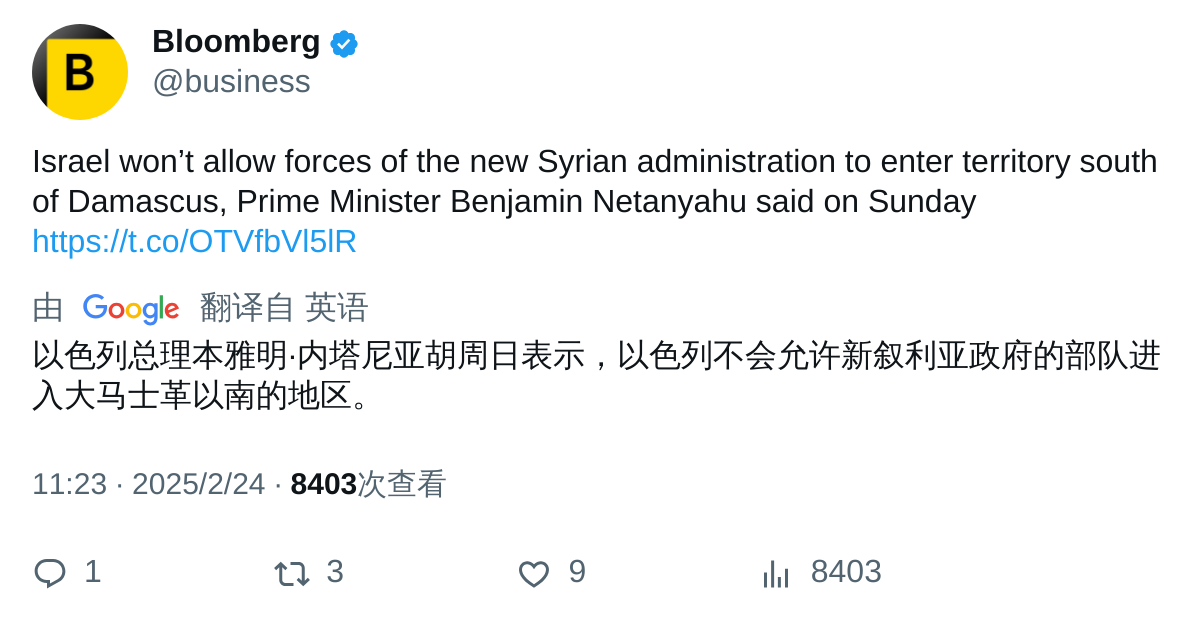 B
Bloomberg
@business
Israel won’t allow forces of the new Syrian administration to enter territory south
of Damascus, Prime Minister Benjamin Netanyahu said on Sunday
https://t.co/OTVfbVl5lR
由 Google 翻译自 英语
以色列总理本雅明·内塔尼亚胡周日表示，以色列不会允许新叙利亚政府的部队进
入大马士革以南的地区。
11:23 · 2025/2/24 · 8403次查看
1 3 9 8403